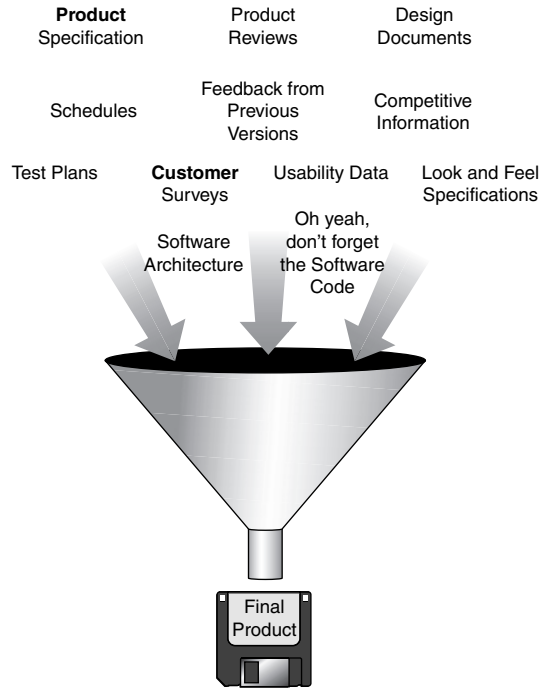 Product
Specification
Product
Reviews
Design
Documents
Schedules
Feedback from
Previous
Versions
Competitive
Information
Test Plans
Customer
Surveys
Usability Data
Look and Feel
Specifications
Software
Architecture
Oh yeah,
don't forget
the Software
Code
Final
Product